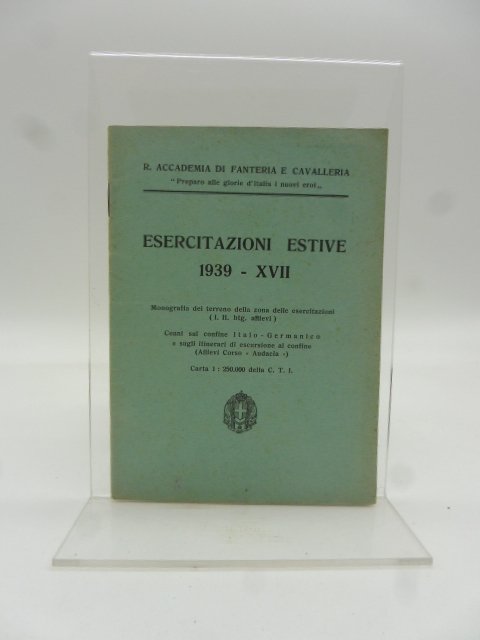 R. ACCADEMIA DI FANTERIA E CAVALLERIA
"Preparo alle glorie d'Italia i nuovi eroi„
ESERCITAZIONI ESTIVE
1939 - XVII
Monografia del terreno della zona delle esercitazioni
( I. II. btg. allievi )
Cenni sul confine Italo-Germanico
e sugli itinerari di escursione al confine
(Allievi Corso « Audacia »)
Carta 1 : 250.000 della C. T. I.